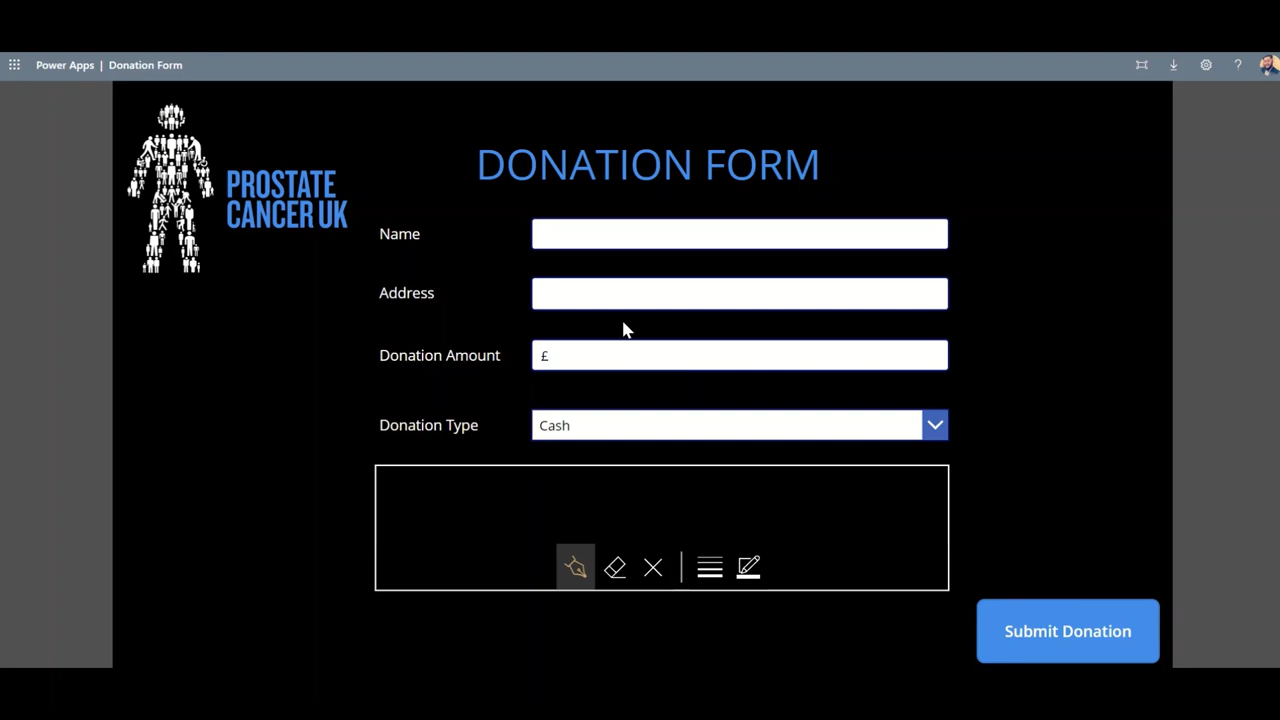 Power Apps | Donation Form
?
PROSTATE
CANCER UK
DONATION FORM
Name
Address
Donation Amount £
Donation Type Cash
Submit Donation